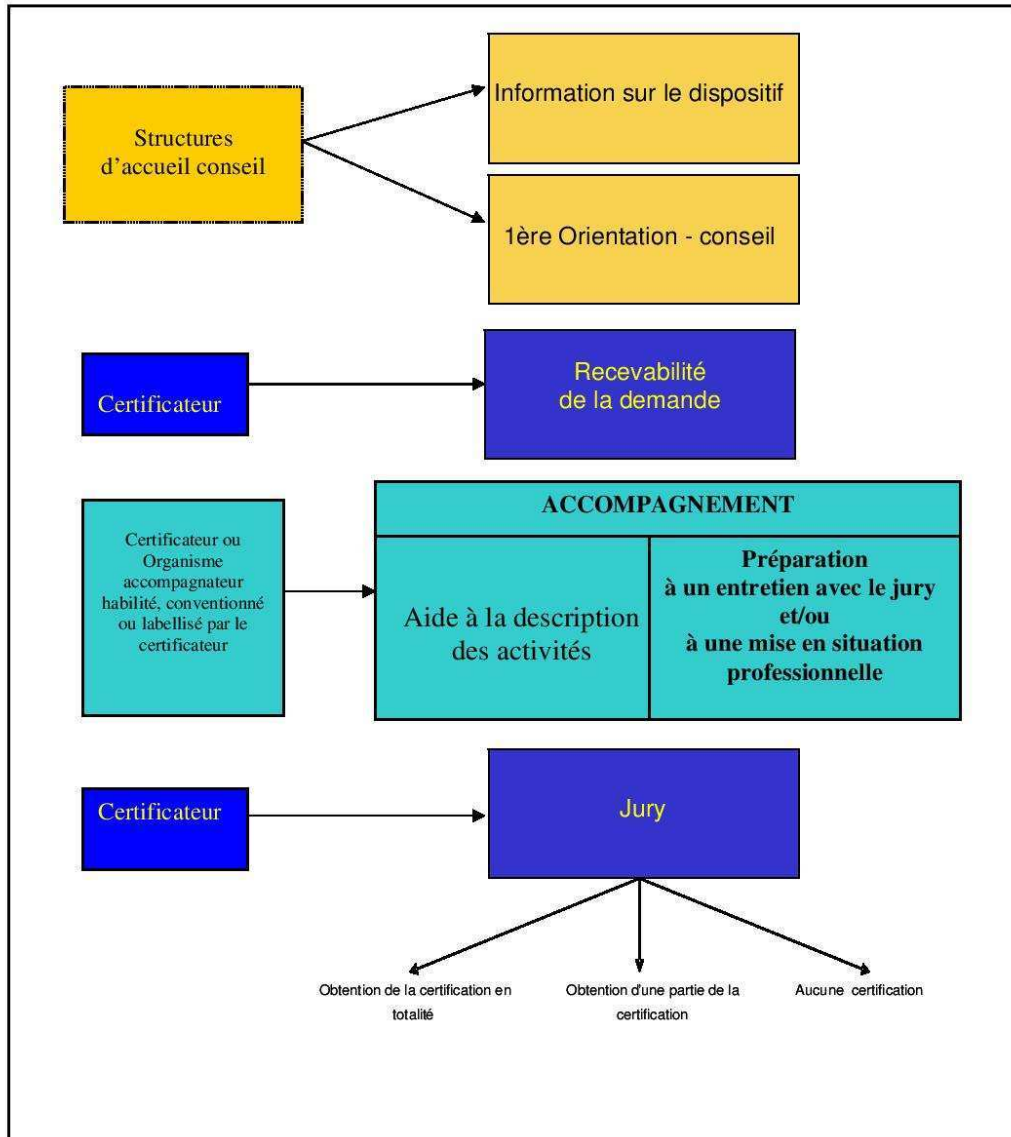 Structures
d'accueil conseil
Information sur le dispositif
1ère Orientation - conseil
Certificateur
Recevabilité
de la demande
Certificateur ou
Organisme
accompagnateur
habilité, conventionné
ou labellisé par le
certificateur
ACCOMPAGNEMENT
Aide à la description
des activités
Préparation
à un entretien avec le jury
et/ou
à une mise en situation
professionnelle
Certificateur
Jury
Obtention de la certification en
totalité
Obtention d'une partie de la
certification
Aucune certification